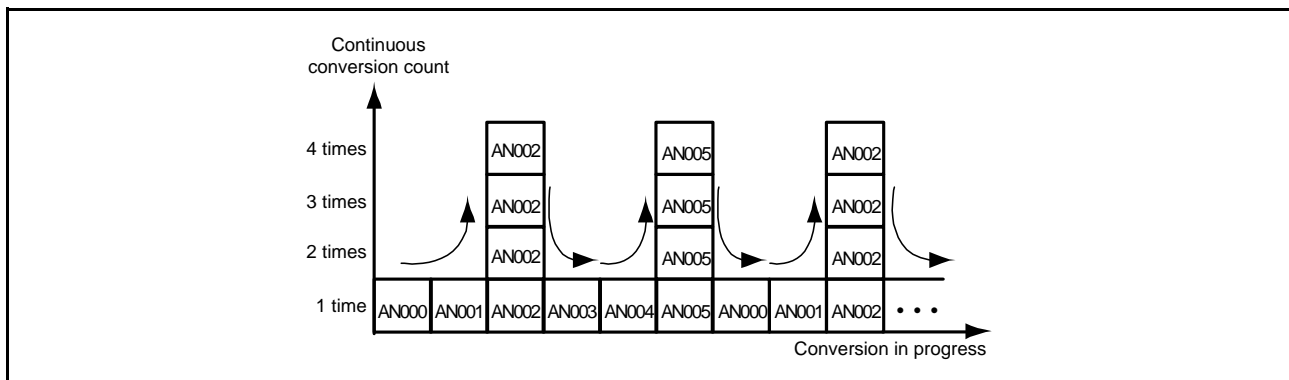 Continuous
conversion count
4 times AN002 AN005 AN002
3 times AN002 AN005 AN002
2 times AN002 AN005 AN002
1 time AN000 AN001 AN002 AN003 AN004 AN005 AN000 AN001 AN002 • • •
Conversion in progress